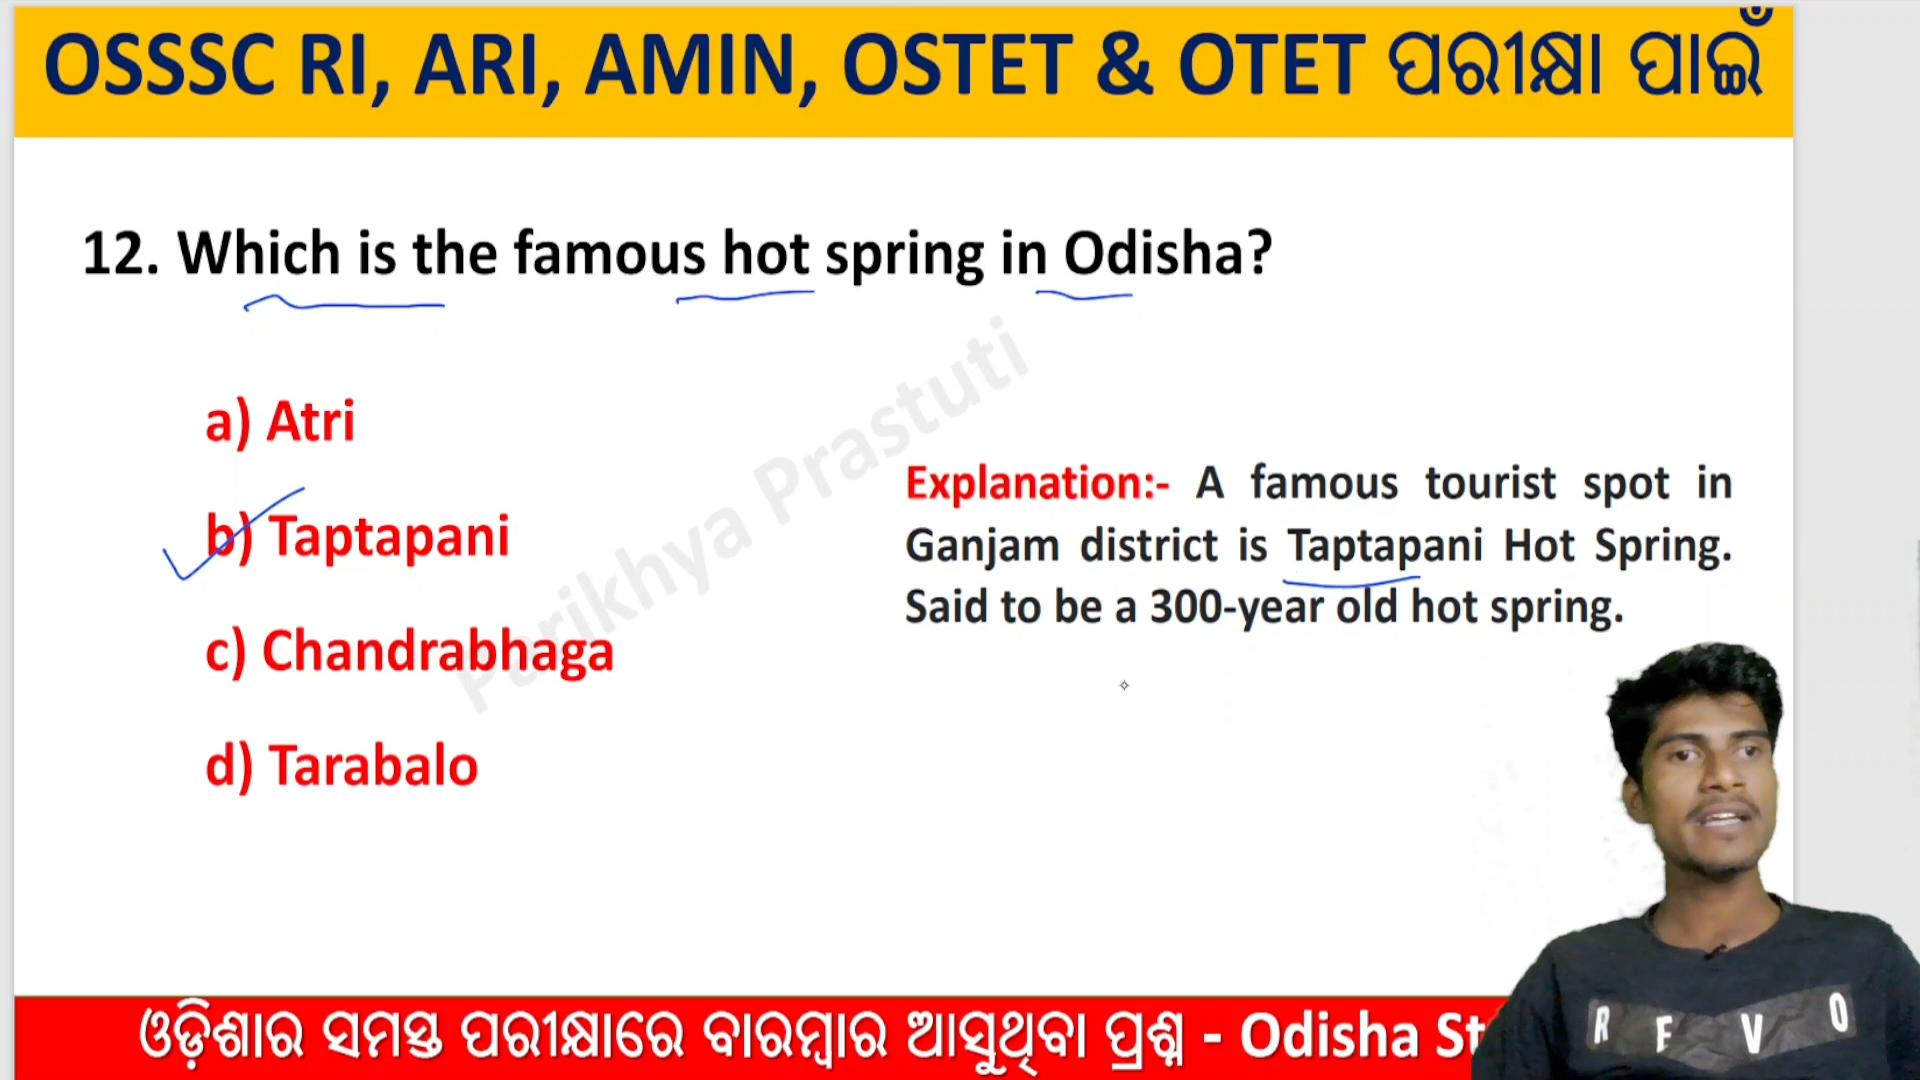 OSSSC RI, ARI, AMIN, OSTET & OTET ପରୀକ୍ଷା ପାଇଁ
12. Which is the famous hot spring in Odisha?
a) Atri
b) Taptapani
c) Chandrabhaga
d) Tarabalo
Explanation:- A famous tourist spot in
Ganjam district is Taptapani Hot Spring.
Said to be a 300-year old hot spring.
Parikhya Prastuti
ଓଡ଼ିଶାର ସମସ୍ତ ପରୀକ୍ଷାରେ ବାରମ୍ବାର ଆସୁଥିବା ପ୍ରଶ୍ନ - Odisha St
R E V O